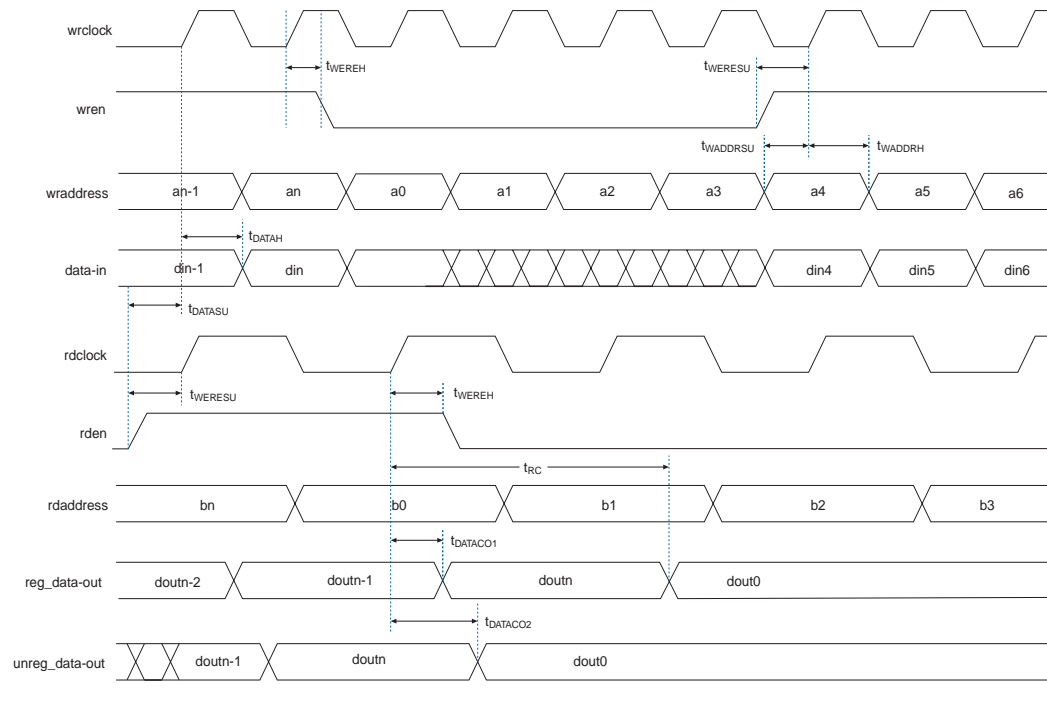 wrclock
tWEREH
tWERESU
wren
tWADDRSU
tWADDRH
wraddress
an-1
an
a0
a1
a2
a3
a4
a5
a6
tDATAH
data-in
din-1
din
din4
din5
din6
tDATASU
rdclock
tWERESU
tWEREH
rden
tRC
rdaddress
bn
b0
b1
b2
b3
tDATACO1
reg_data-out
doutn-2
doutn-1
doutn
dout0
tDATACO2
unreg_data-out
doutn-1
doutn
dout0